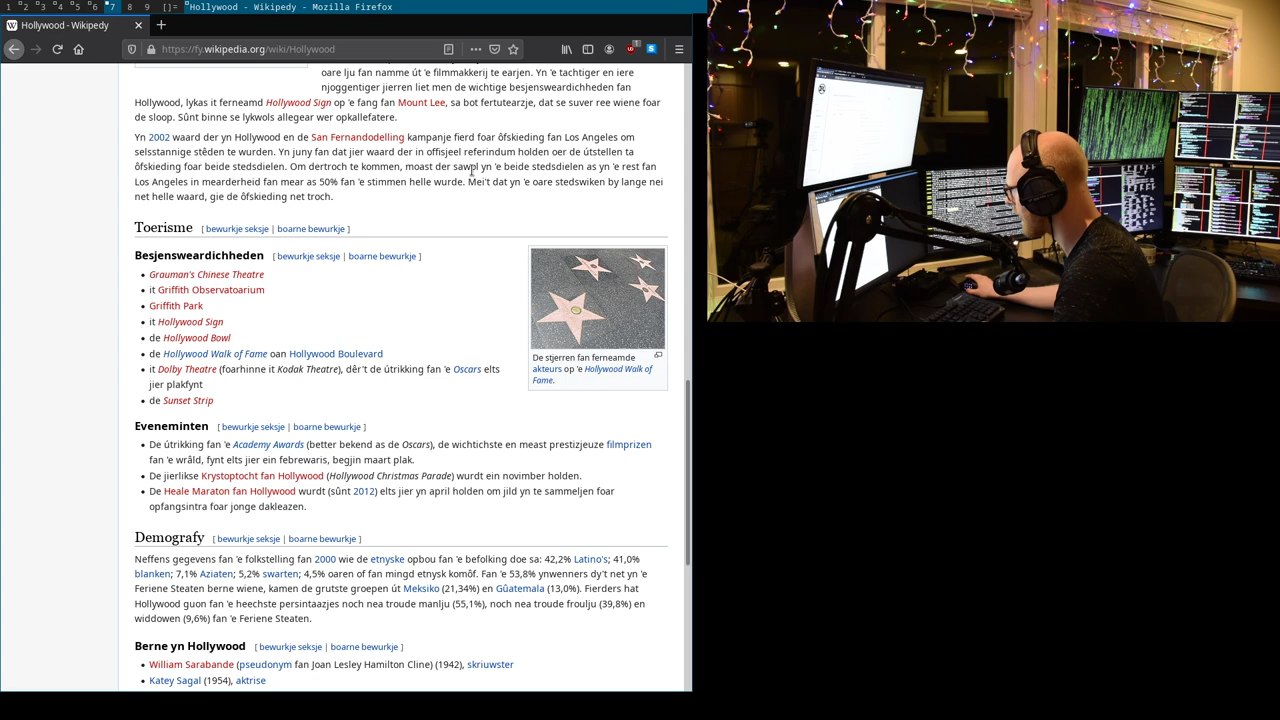 1 2 3 4 5 6 7 8 9 []= Hollywood - Wikipedy - Mozilla Firefox
Hollywood - Wikipedy
https://fy.wikipedia.org/wiki/Hollywood
oare lju fan namme út 'e filmmakkerij te earjen. Yn 'e tachtiger en iere
njoggentiger jierren liet men de wichtige besjensweardichheden fan
Hollywood, lykas it ferneamd Hollywood Sign op 'e fang fan Mount Lee, sa bot fertutearzje, dat se suver ree wiene foar
de sloop. Sûnt binne se lykwols allegear wer opkallefatere.
Yn 2002 waard der yn Hollywood en de San Fernandodelling kampanje fierd foar ôfskieding fan Los Angeles om
selsstannige stêden te wurden. Yn juny fan dat jier waard der in offisjeel referindum holden oer de útstellen ta
ôfskieding foar beide stedsdielen. Om dertroch te kommen, moast der sawol yn 'e beide stedsdielen as yn 'e rest fan
Los Angeles in mearderheid fan mear as 50% fan 'e stimmen helle wurde. Mei't dat yn 'e oare stedswiken by lange nei
net helle waard, gie de ôfskieding net troch.
Toerisme [ bewurkje seksje | boarne bewurkje ]
Besjensweardichheden [ bewurkje seksje | boarne bewurkje ]
• Grauman's Chinese Theatre
• it Griffith Observatoarium
• Griffith Park
• it Hollywood Sign
• de Hollywood Bowl
• de Hollywood Walk of Fame oan Hollywood Boulevard
• it Dolby Theatre (foarhinne it Kodak Theatre), dêr't de útrikking fan 'e Oscars elts
jier plakfynt
• de Sunset Strip
De stjerren fan ferneamde
akteurs op 'e Hollywood Walk of
Fame.
Eveneminten [ bewurkje seksje | boarne bewurkje ]
• De útrikking fan 'e Academy Awards (better bekend as de Oscars), de wichtichste en meast prestizjeuze filmprizen
fan 'e wrâld, fynt elts jier ein febrewaris, begjin maart plak.
• De jierlikse Krystoptocht fan Hollywood (Hollywood Christmas Parade) wurdt ein novimber holden.
• De Heale Maraton fan Hollywood wurdt (sûnt 2012) elts jier yn april holden om jild yn te sammeljen foar
opfangsintra foar jonge dakleazen.
Demografy [ bewurkje seksje | boarne bewurkje ]
Neffens gegevens fan 'e folkstelling fan 2000 wie de etnyske opbou fan 'e befolking doe sa: 42,2% Latino's; 41,0%
blanken; 7,1% Aziaten; 5,2% swarten; 4,5% oaren of fan mingd etnysk komôf. Fan 'e 53,8% ynwenners dy't net yn 'e
Feriene Steaten berne wiene, kamen de grutste groepen út Meksiko (21,34%) en Gûatemala (13,0%). Fierders hat
Hollywood guon fan 'e heechste persintaazjes noch nea troude manlju (55,1%), noch nea troude froulju (39,8%) en
widdowen (9,6%) fan 'e Feriene Steaten.
Berne yn Hollywood [ bewurkje seksje | boarne bewurkje ]
• William Sarabande (pseudonym fan Joan Lesley Hamilton Cline) (1942), skriuwster
• Katey Sagal (1954), aktrise